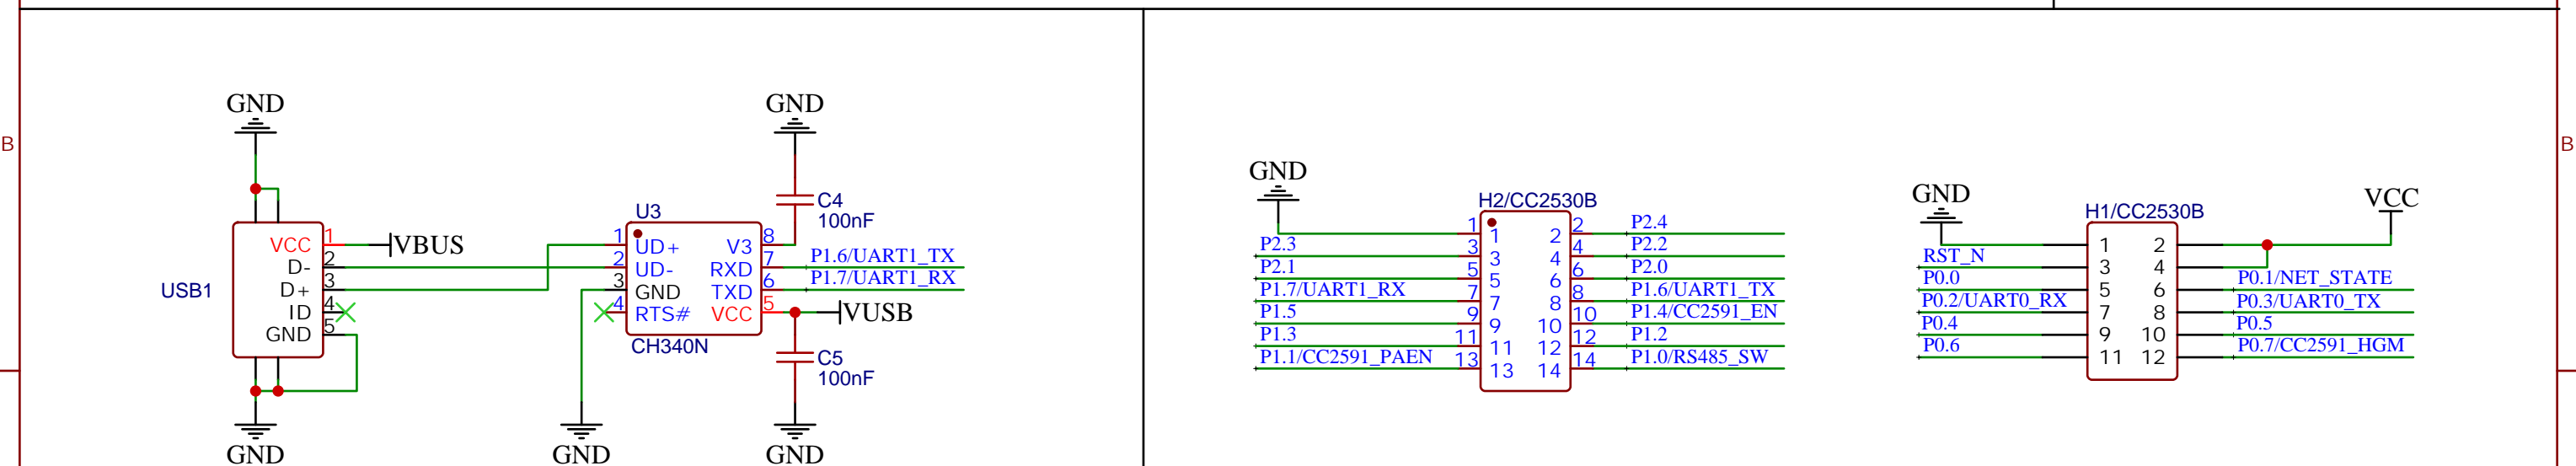 B
GND
USB1
VCC 1
VBUS
D- 2
D+ 3
ID 4
GND 5
GND
U3
1 UD+
2 UD-
3 GND
4 RTS#
V3 8
RXD 7
TXD 6
VCC 5
CH340N
GND
GND
C4
100nF
P1.6/UART1_TX
P1.7/UART1_RX
VUSB
C5
100nF
GND
GND
H2/CC2530B
1 1 2 2 P2.4
P2.3 3 3 4 4 P2.2
P2.1 5 5 6 6 P2.0
P1.7/UART1_RX 7 7 8 8 P1.6/UART1_TX
P1.5 9 9 10 10 P1.4/CC2591_EN
P1.3 11 11 12 12 P1.2
P1.1/CC2591_PAEN 13 13 14 14 P1.0/RS485_SW
GND
VCC
H1/CC2530B
1 2
RST_N 3 4
P0.0 5 6 P0.1/NET_STATE
P0.2/UART0_RX 7 8 P0.3/UART0_TX
P0.4 9 10 P0.5
P0.6 11 12 P0.7/CC2591_HGM
B